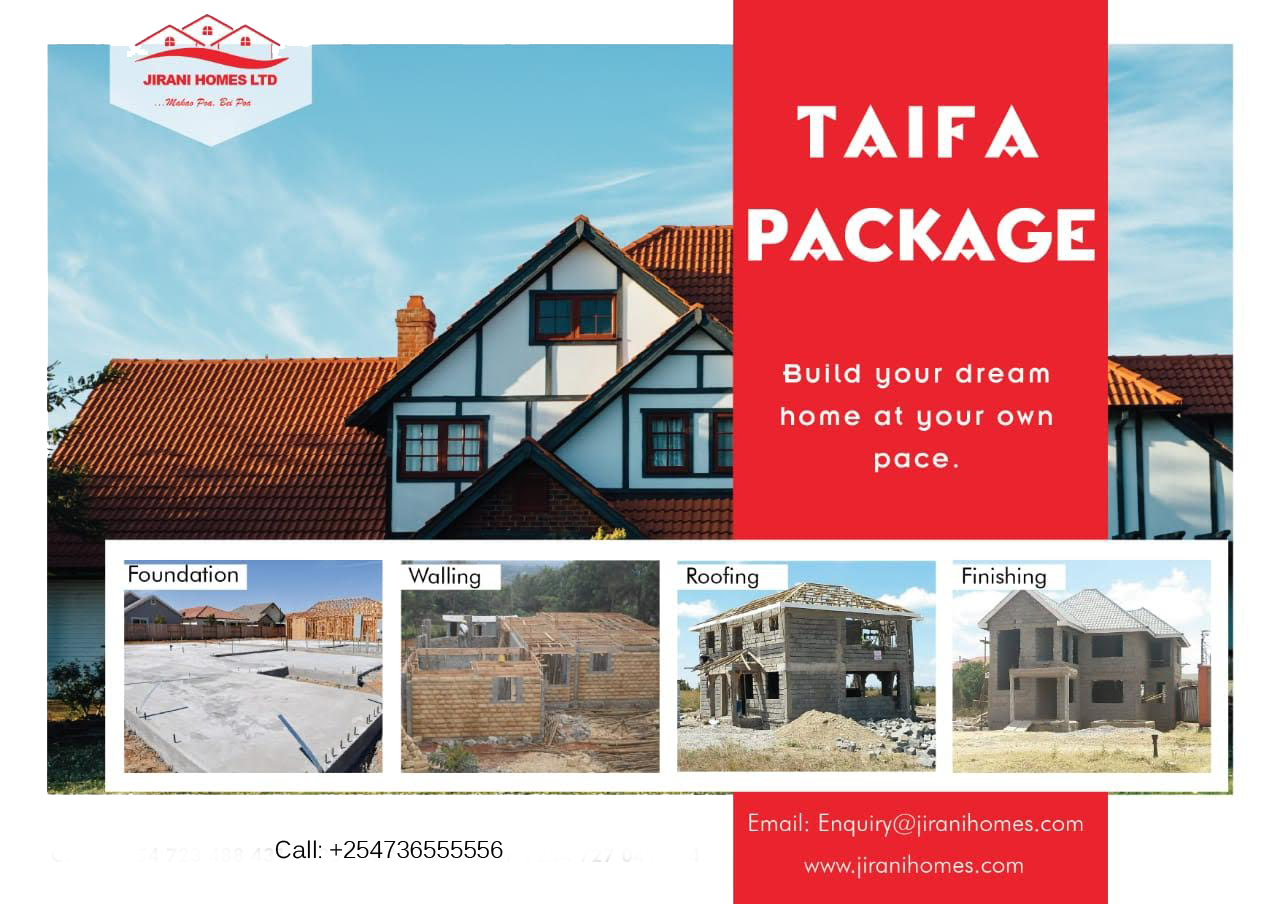 JIRANI HOMES LTD
...Makao Poa, Bei Poa
TAIFA
PACKAGE
Build your dream
home at your own
pace.
Foundation
Walling
Roofing
Finishing
Email: Enquiry@jiranihomes.com
Call: +254736555556
www.jiranihomes.com